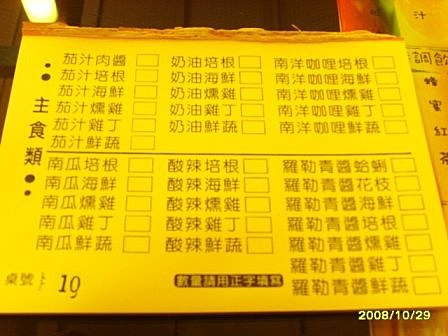 主食類
茄汁肉醬
茄汁培根
茄汁海鮮
茄汁燻雞
茄汁雞丁
茄汁鮮蔬
奶油培根
奶油海鮮
奶油燻雞
奶油雞丁
奶油鮮蔬
南洋咖哩培根
南洋咖哩海鮮
南洋咖哩燻雞
南洋咖哩雞丁
南洋咖哩鮮蔬
南瓜培根
南瓜海鮮
南瓜燻雞
南瓜雞丁
南瓜鮮蔬
酸辣培根
酸辣海鮮
酸辣燻雞
酸辣雞丁
酸辣鮮蔬
羅勒青醬蛤蜊
羅勒青醬花枝
羅勒青醬海鮮
羅勒青醬培根
羅勒青醬燻雞
羅勒青醬雞丁
羅勒青醬鮮蔬
桌號 19
數量請用正字填寫
汁
調飲
蜂蜜
紅茶
2008/10/29